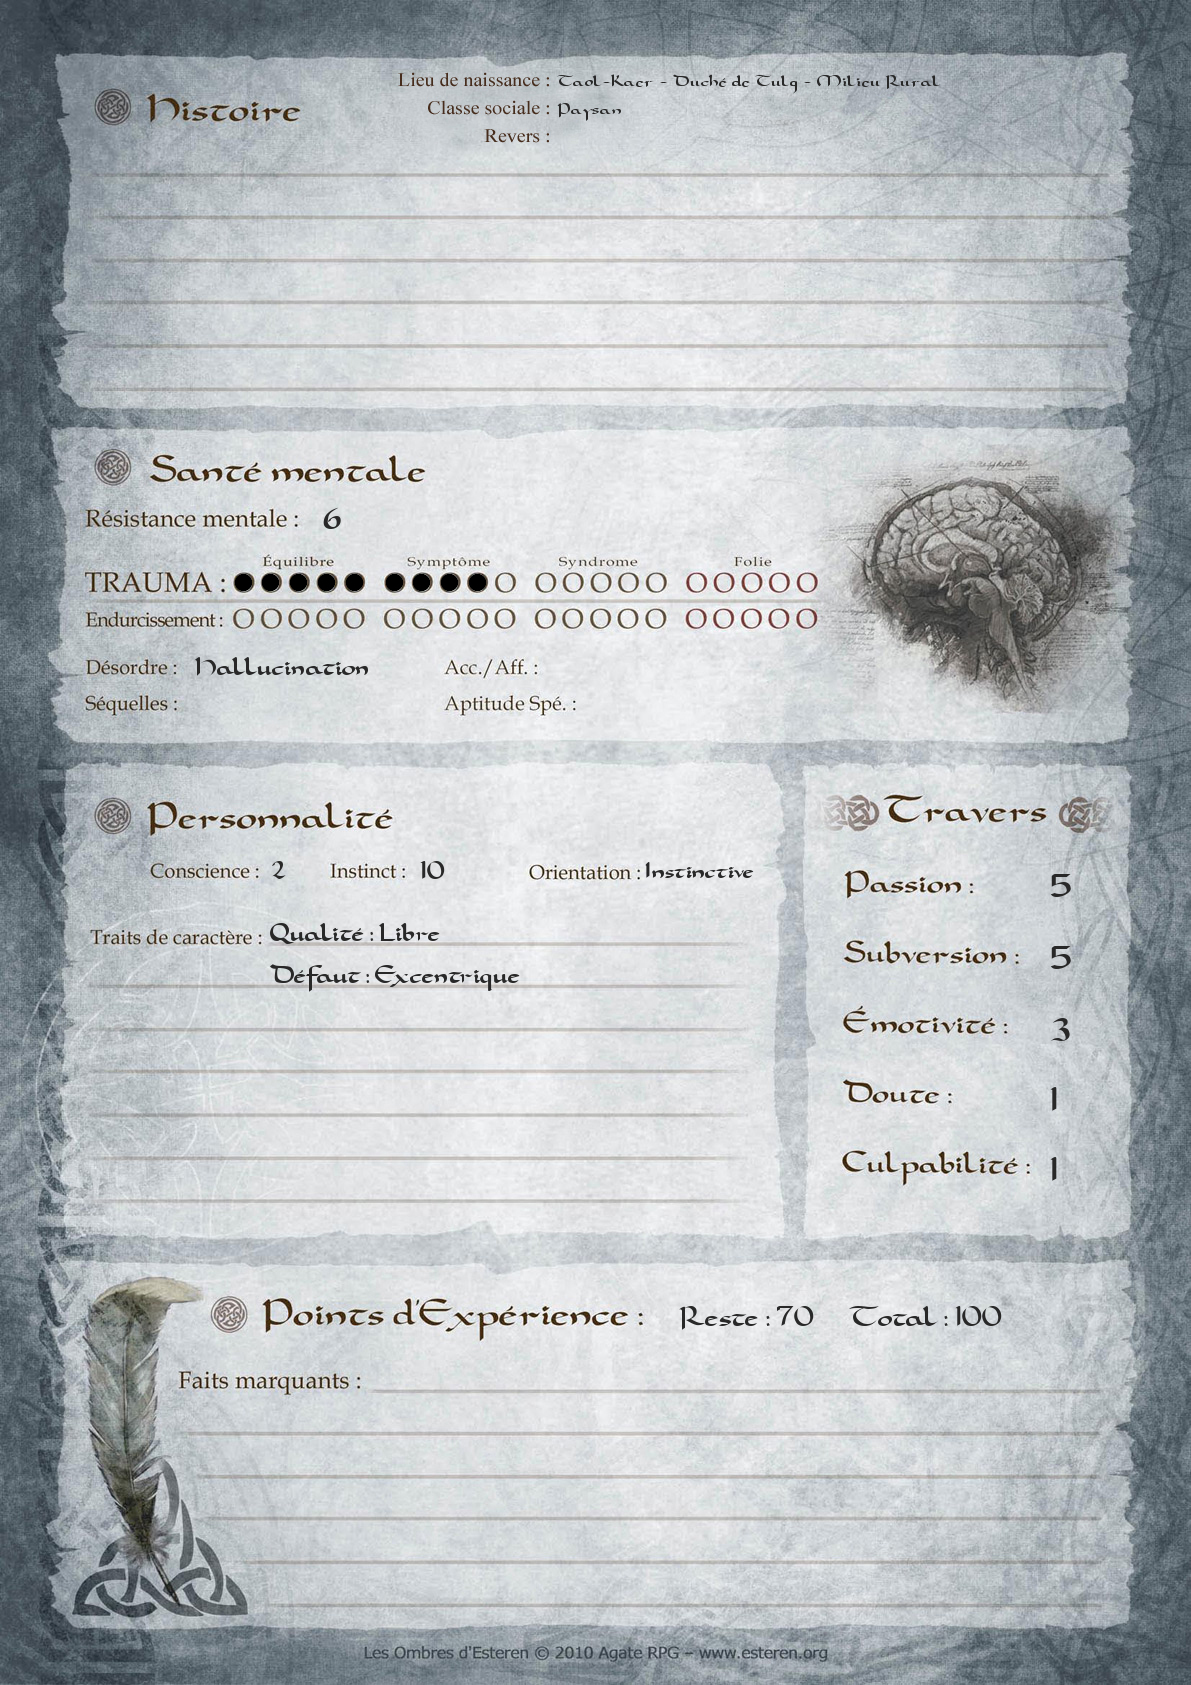 Histoire
Lieu de naissance : Taol-Kaer - Duché de Tulg - Milieu Rural
Classe sociale : Paysan
Revers :
Santé mentale
Résistance mentale : 6
Équilibre Symptôme Syndrome Folie
TRAUMA :
Endurcissement :
Désordre : Hallucination Acc./Aff. :
Séquelles : Aptitude Spé. :
Personnalité
Conscience : 2 Instinct : 10 Orientation : Instinctive
Traits de caractère : Qualité : Libre
Défaut : Excentrique
Travers
Passion : 5
Subversion : 5
Émotivité : 3
Doute : 1
Culpabilité : 1
Points d'Expérience : Reste : 70 Total : 100
Faits marquants :
Les Ombres d'Esteren © 2010 Agate RPG – www.esteren.org